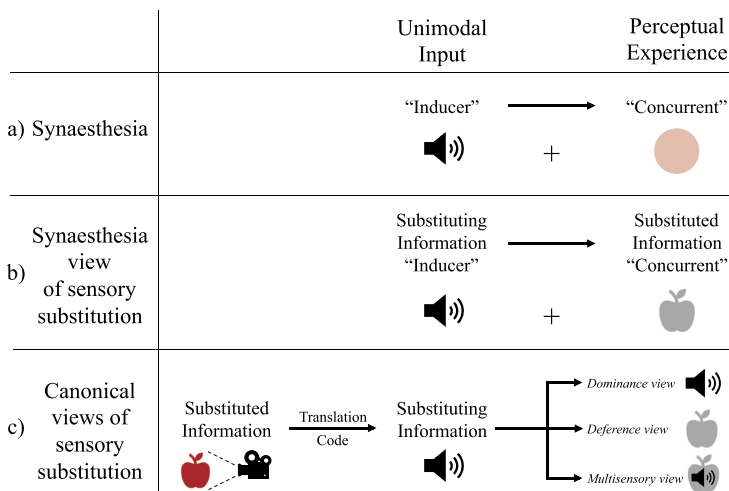 Unimodal
Input
Perceptual
Experience
a) Synaesthesia
“Inducer”
“Concurrent”
+
b)
Synaesthesia
view
of sensory
substitution
Substituting
Information
“Inducer”
Substituted
Information
“Concurrent”
+
c)
Canonical
views of
sensory
substitution
Substituted
Information
Translation
Code
Substituting
Information
Dominance view
Deference view
Multisensory view